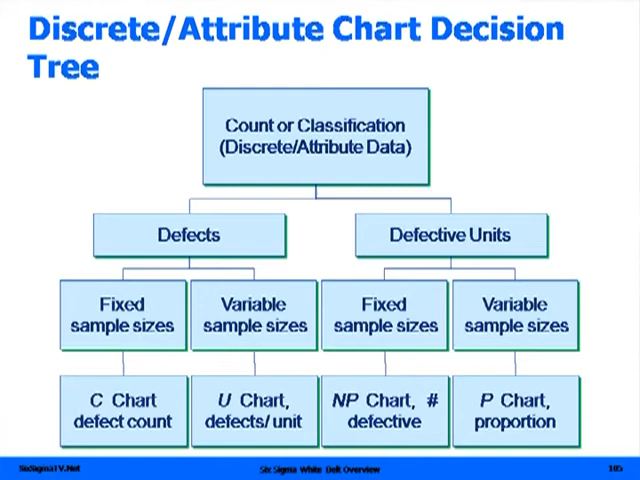 Discrete/Attribute Chart Decision
Tree
Count or Classification
(Discrete/Attribute Data)
Defects
Defective Units
Fixed
sample sizes
Variable
sample sizes
Fixed
sample sizes
Variable
sample sizes
C Chart
defect count
U Chart,
defects/ unit
NP Chart, #
defective
P Chart,
proportion
SixSigmaTV.Net
Six Sigma White Belt Overview
105